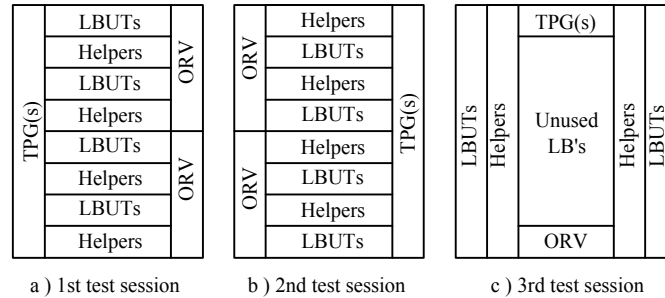 TPG(s)
LBUTs
Helpers
LBUTs
Helpers
LBUTs
Helpers
LBUTs
Helpers
ORV
ORV
a ) 1st test session
ORV
ORV
Helpers
LBUTs
Helpers
LBUTs
Helpers
LBUTs
Helpers
LBUTs
TPG(s)
b ) 2nd test session
LBUTs
Helpers
TPG(s)
Unused
LB's
ORV
Helpers
LBUTs
c ) 3rd test session